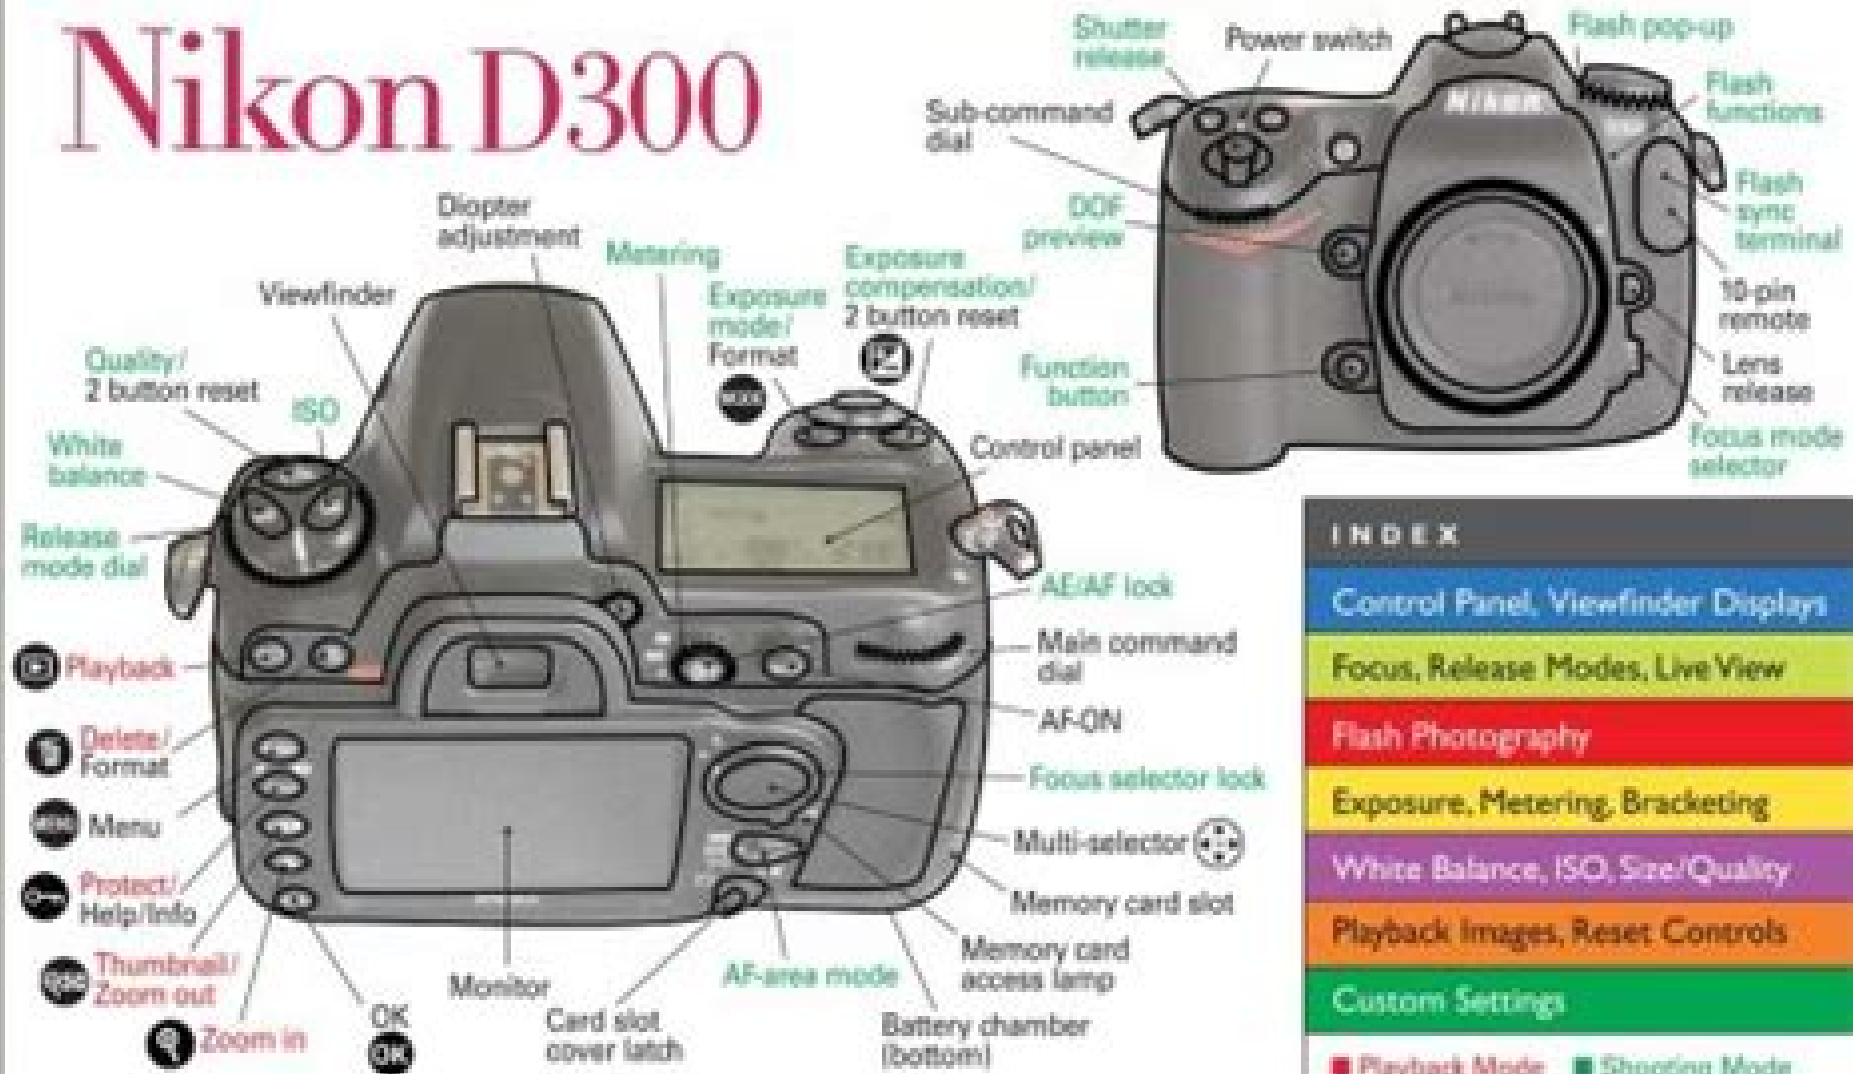 Nikon D300
Shutter
release
Power switch
Flash pop-up
Flash
functions
Sub-command
dial
Nikon
Flash
sync
terminal
DOF
preview
10-pin
remote
Function
button
Lens
release
Focus mode
selector
Diopter
adjustment
Metering
Exposure
compensation/
2 button reset
Viewfinder
Exposure
mode/
Format
MODE
Quality/
2 button reset
ISO
Control panel
White
balance
Release
mode dial
AE/AF lock
Main command
dial
Playback
AF-ON
Delete/
Format
Focus selector lock
MENU
Menu
Multi-selector
Protect/
Help/Info
Memory card slot
Thumbnail/
Zoom out
Memory card
access lamp
Monitor
AF-area mode
Zoom in
OK
OK
Card slot
cover latch
Battery chamber
(bottom)
INDEX
Control Panel, Viewfinder Displays
Focus, Release Modes, Live View
Flash Photography
Exposure, Metering, Bracketing
White Balance, ISO, Size/Quality
Playback Images, Reset Controls
Custom Settings
Playback Mode
Shooting Mode